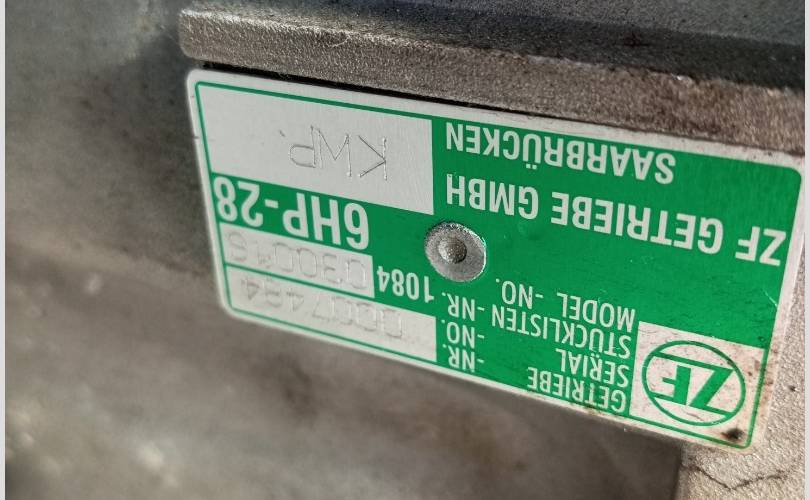 ZF
GETRIEBE -NR.
SERIAL -NO.
0007484
STÜCKLISTEN -NR.
MODEL -NO.
1084 030016
ZF GETRIEBE GMBH
6HP-28
SAARBRÜCKEN
KWP.